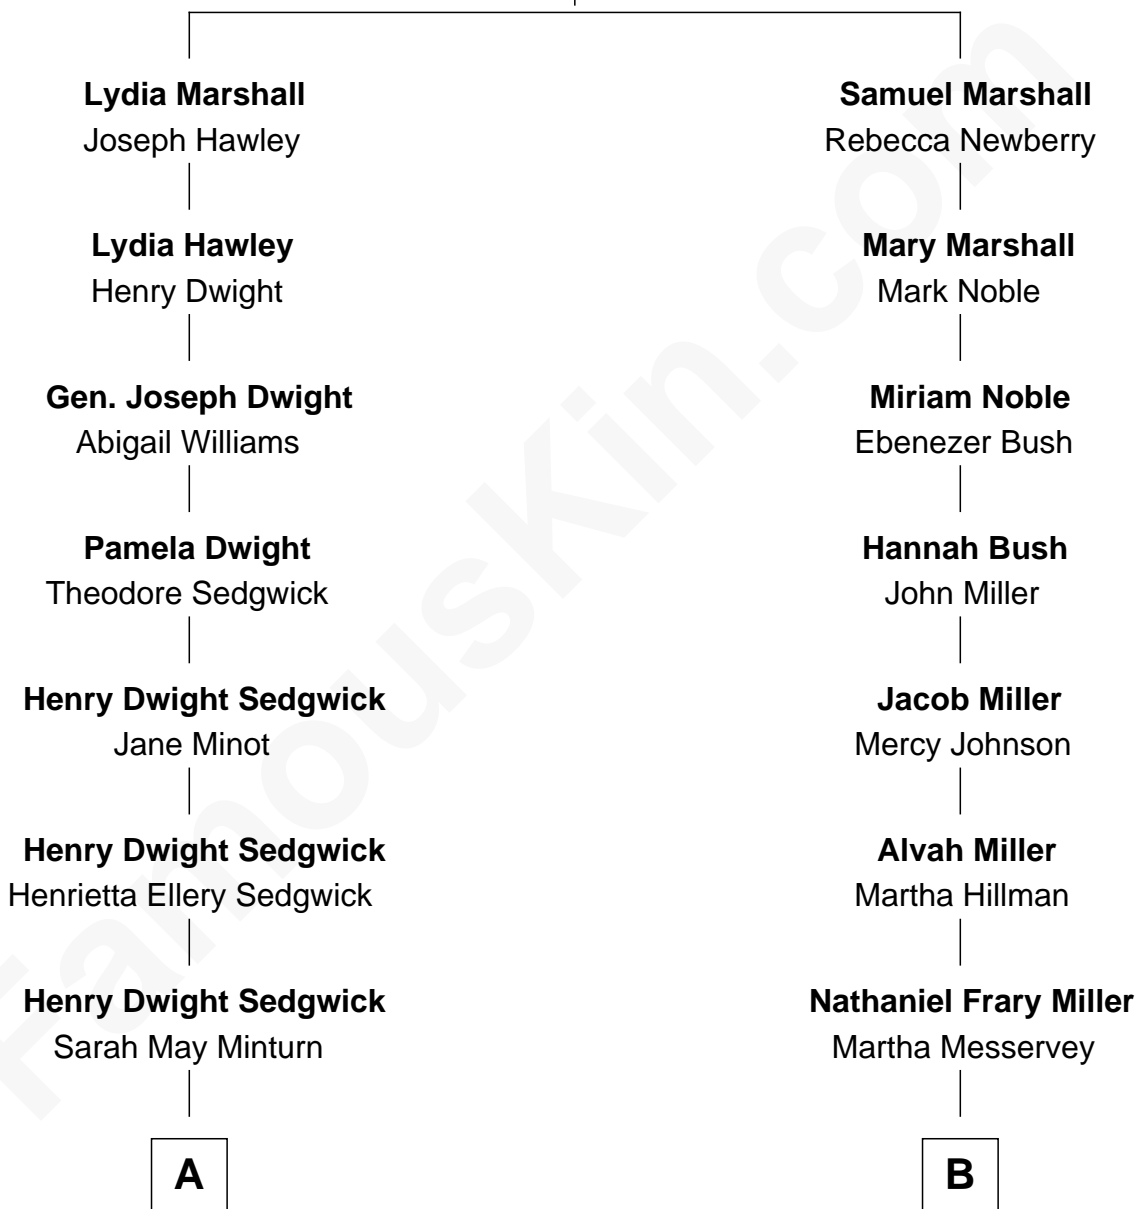 Lydia Marshall
Joseph Hawley
Lydia Hawley
Henry Dwight
Gen. Joseph Dwight
Abigail Williams
Pamela Dwight
Theodore Sedgwick
Henry Dwight Sedgwick
Jane Minot
Henry Dwight Sedgwick
Henrietta Ellery Sedgwick
Henry Dwight Sedgwick
Sarah May Minturn
A
Samuel Marshall
Rebecca Newberry
Mary Marshall
Mark Noble
Miriam Noble
Ebenezer Bush
Hannah Bush
John Miller
Jacob Miller
Mercy Johnson
Alvah Miller
Martha Hillman
Nathaniel Frary Miller
Martha Messervey
B
FamousKin.com